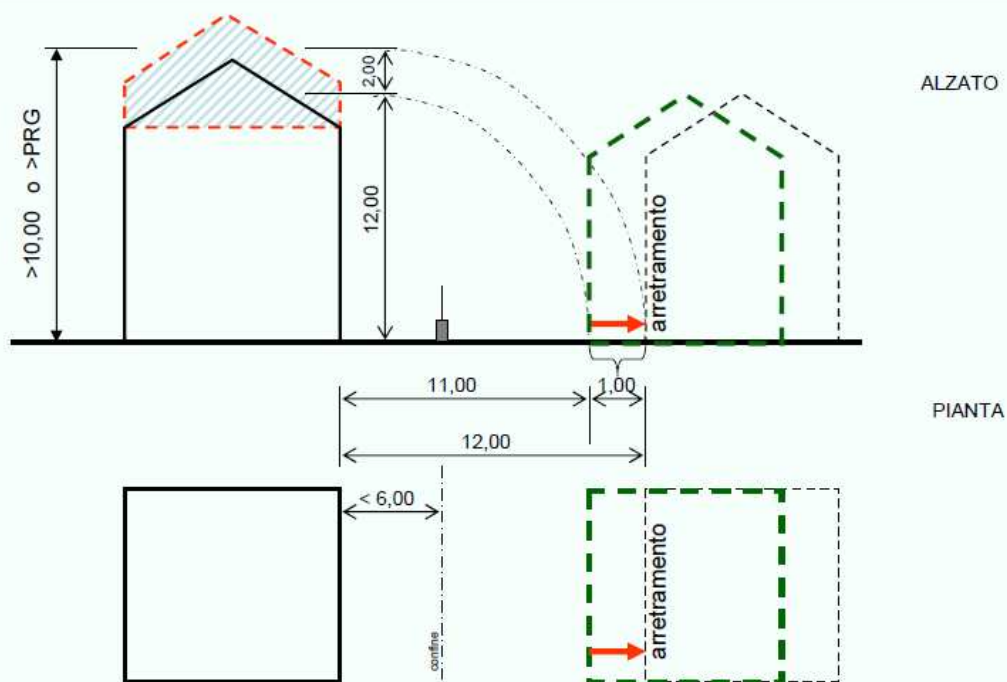 ALZATO
>10,00 o >PRG
2,00
12,00
arretramento
11,00
1,00
PIANTA
12,00
< 6,00
confine
arretramento